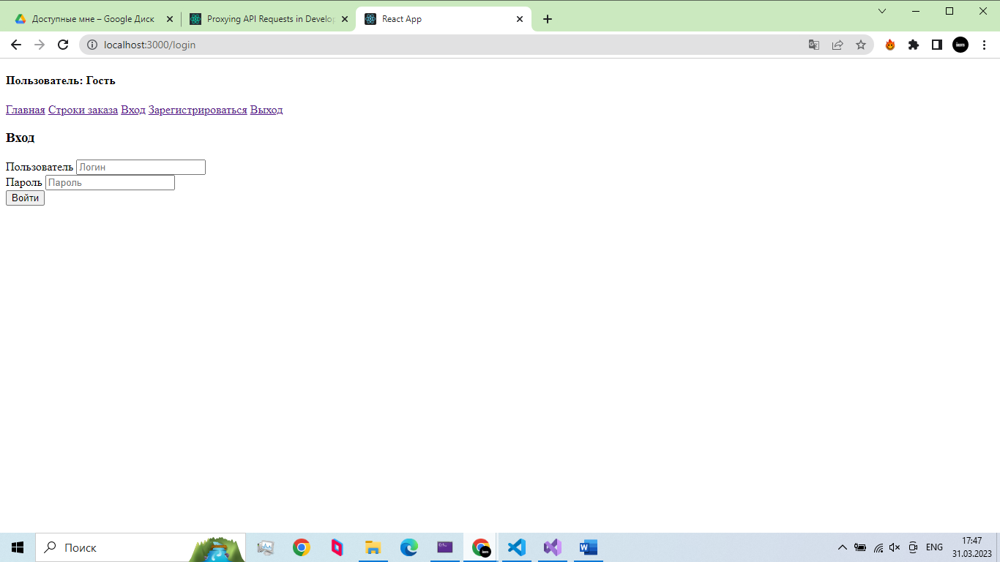 Доступные мне – Google Диск
Proxying API Requests in Develop
React App
localhost:3000/login
Пользователь: Гость
Главная Строки заказа Вход Зарегистрироваться Выход
Вход
Пользователь Логин
Пароль Пароль
Войти
Поиск
ENG
17:47
31.03.2023